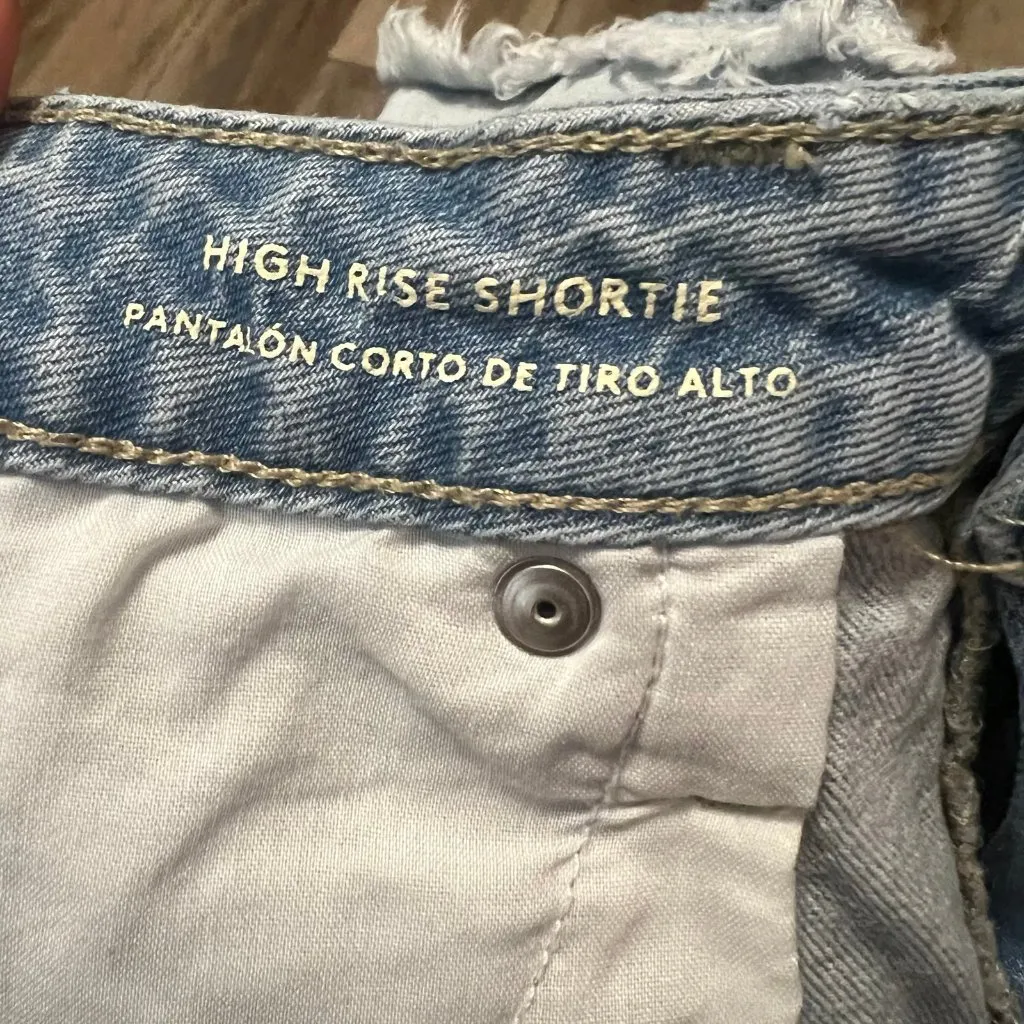 HIGH RISE SHORTIE
PANTALÓN CORTO DE TIRO ALTO